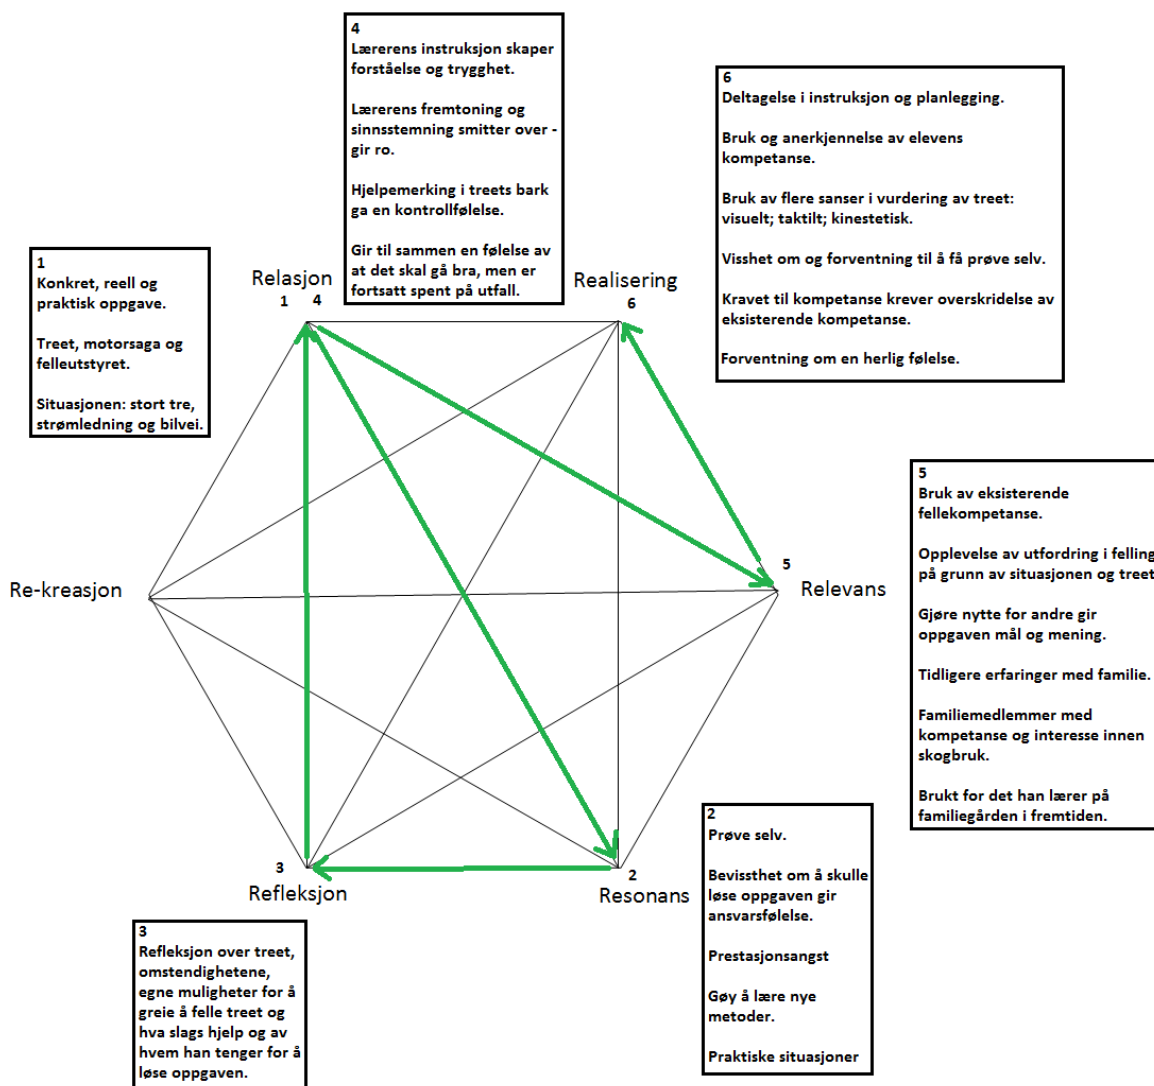 4
Lærerens instruksjon skaper
forståelse og trygghet.
Lærerens fremtoning og
sinnsstemning smitter over -
gir ro.
Hjelpemerking i treets bark
ga en kontrollfølelse.
Gir til sammen en følelse av
at det skal gå bra, men er
fortsatt spent på utfall.
6
Deltagelse i instruksjon og planlegging.
Bruk og anerkjennelse av elevens
kompetanse.
Bruk av flere sanser i vurdering av treet:
visuelt; taktilt; kinestetisk.
Visshet om og forventning til å få prøve selv.
Kravet til kompetanse krever overskridelse av
eksisterende kompetanse.
Forventning om en herlig følelse.
1
Konkret, reell og
praktisk oppgave.
Treet, motorsaga og
felleutstyret.
Situasjonen: stort tre,
strømledning og bilvei.
Relasjon
1 4
Realisering
6
5
Bruk av eksisterende
fellekompetanse.
Opplevelse av utfordring i felling
på grunn av situasjonen og treet
Gjøre nytte for andre gir
oppgaven mål og mening.
Tidligere erfaringer med familie.
Familiemedlemmer med
kompetanse og interesse innen
skogbruk.
Brukt for det han lærer på
familiegården i fremtiden.
Re-kreasjon
5
Relevans
3
Refleksjon
2
Resonans
2
Prøve selv.
Bevissthet om å skulle
løse oppgaven gir
ansvarsfølelse.
Prestasjonsangst
Gøy å lære nye
metoder.
Praktiske situasjoner
3
Refleksjon over treet,
omstendighetene,
egne muligheter for å
greie å felle treet og
hva slags hjelp og av
hvem han tenger for å
løse oppgaven.